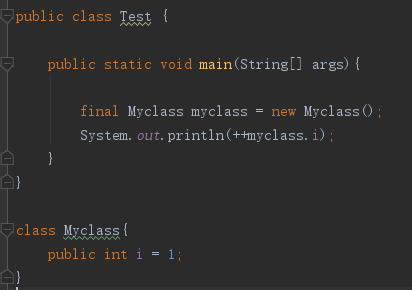 public class Test {
public static void main(String[] args){
final Myclass myclass = new Myclass();
System.out.println(++myclass.i);
}
}
class Myclass{
public int i = 1;
}